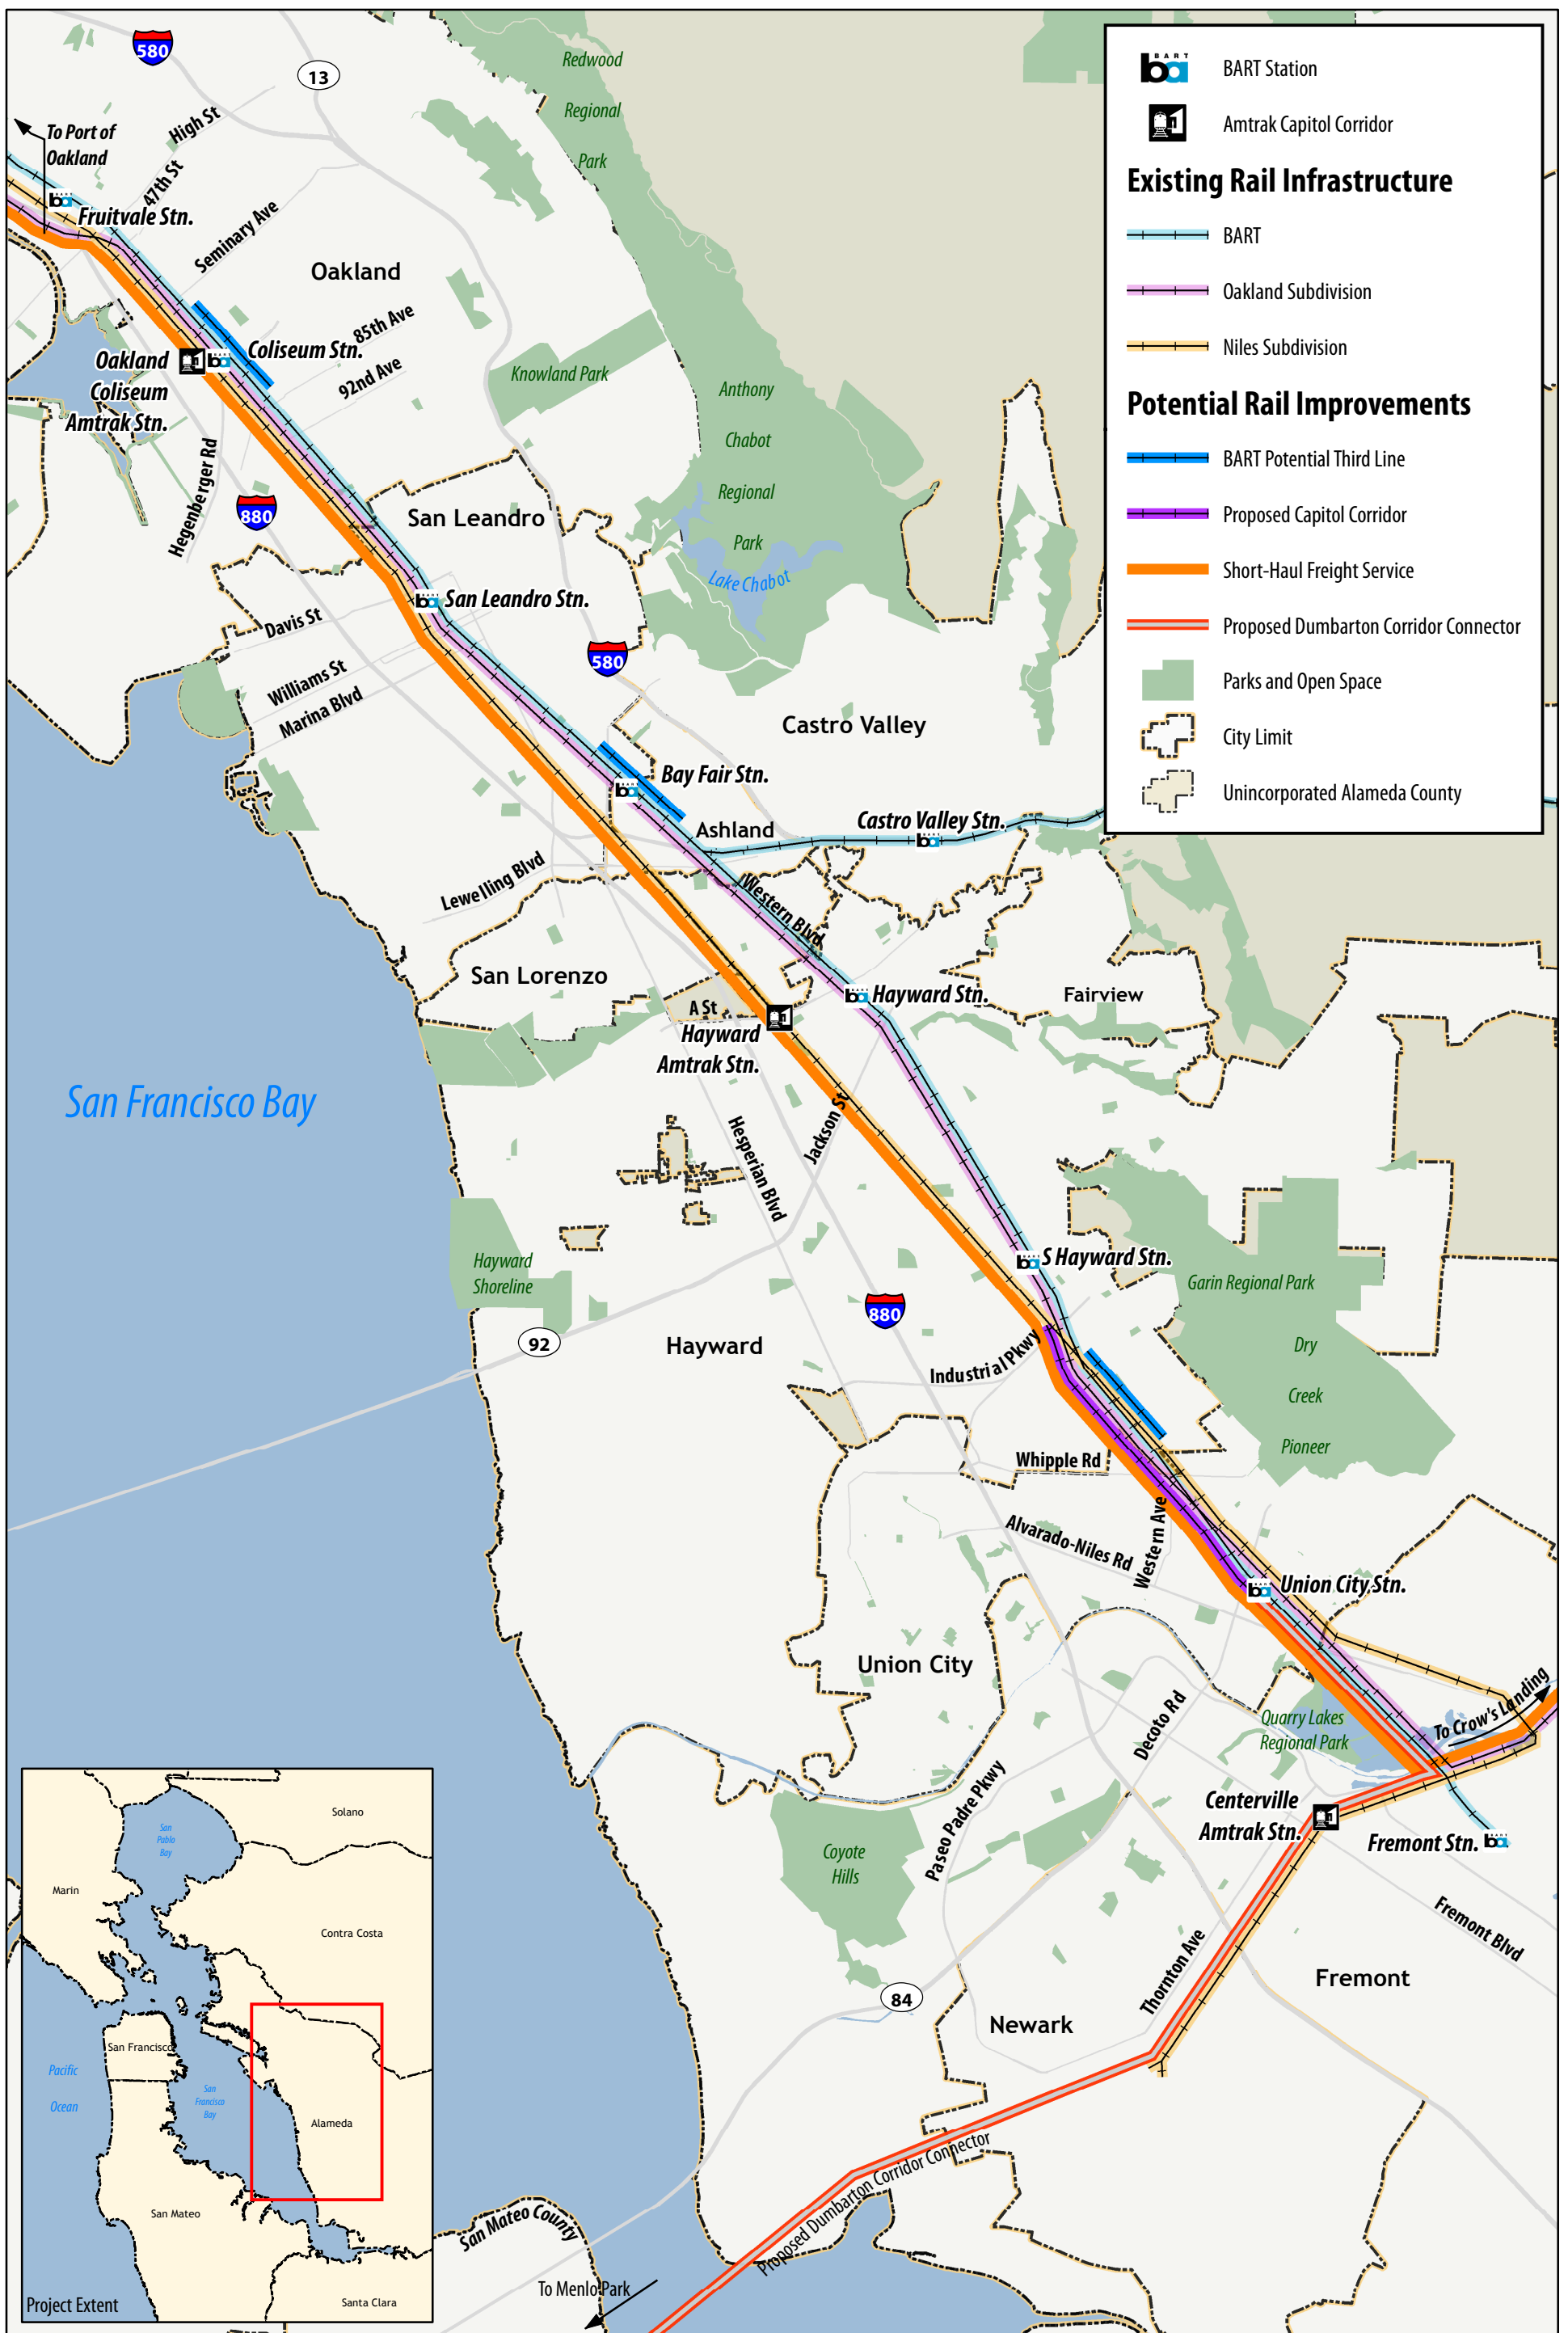 580
13
Redwood
Regional
Park
To Port of
Oakland
High St
47th St
Fruitvale Stn.
Seminary Ave
Oakland
85th Ave
92nd Ave
Coliseum Stn.
Oakland
Coliseum
Amtrak Stn.
Knowland Park
Anthony
Chabot
Regional
Park
Lake Chabot
Hegenberger Rd
880
San Leandro
San Leandro Stn.
Davis St
Williams St
Marina Blvd
580
Castro Valley
Bay Fair Stn.
Ashland
Castro Valley Stn.
Lewelling Blvd
Western Blvd
San Lorenzo
A St
Hayward Stn.
Fairview
Hayward
Amtrak Stn.
San Francisco Bay
Hesperian Blvd
Jackson St
Hayward
Shoreline
S Hayward Stn.
Garin Regional Park
Dry
Creek
Pioneer
880
92
Hayward
Industrial Pkwy
Whipple Rd
Alvarado-Niles Rd
Western Ave
Union City Stn.
Union City
Decoto Rd
Quarry Lakes
Regional Park
To Crow's Landing
Paseo Padre Pkwy
Centerville
Amtrak Stn.
Fremont Stn.
Coyote
Hills
Fremont Blvd
Thornton Ave
Fremont
84
Newark
Proposed Dumbarton Corridor Connector
San Mateo County
To Menlo Park
BART
ba
BART Station
Amtrak Capitol Corridor
Existing Rail Infrastructure
BART
Oakland Subdivision
Niles Subdivision
Potential Rail Improvements
BART Potential Third Line
Proposed Capitol Corridor
Short-Haul Freight Service
Proposed Dumbarton Corridor Connector
Parks and Open Space
City Limit
Unincorporated Alameda County
Solano
San
Pablo
Bay
Marin
Contra Costa
San Francisco
Pacific
Ocean
San
Francisco
Bay
Alameda
San Mateo
Santa Clara
Project Extent